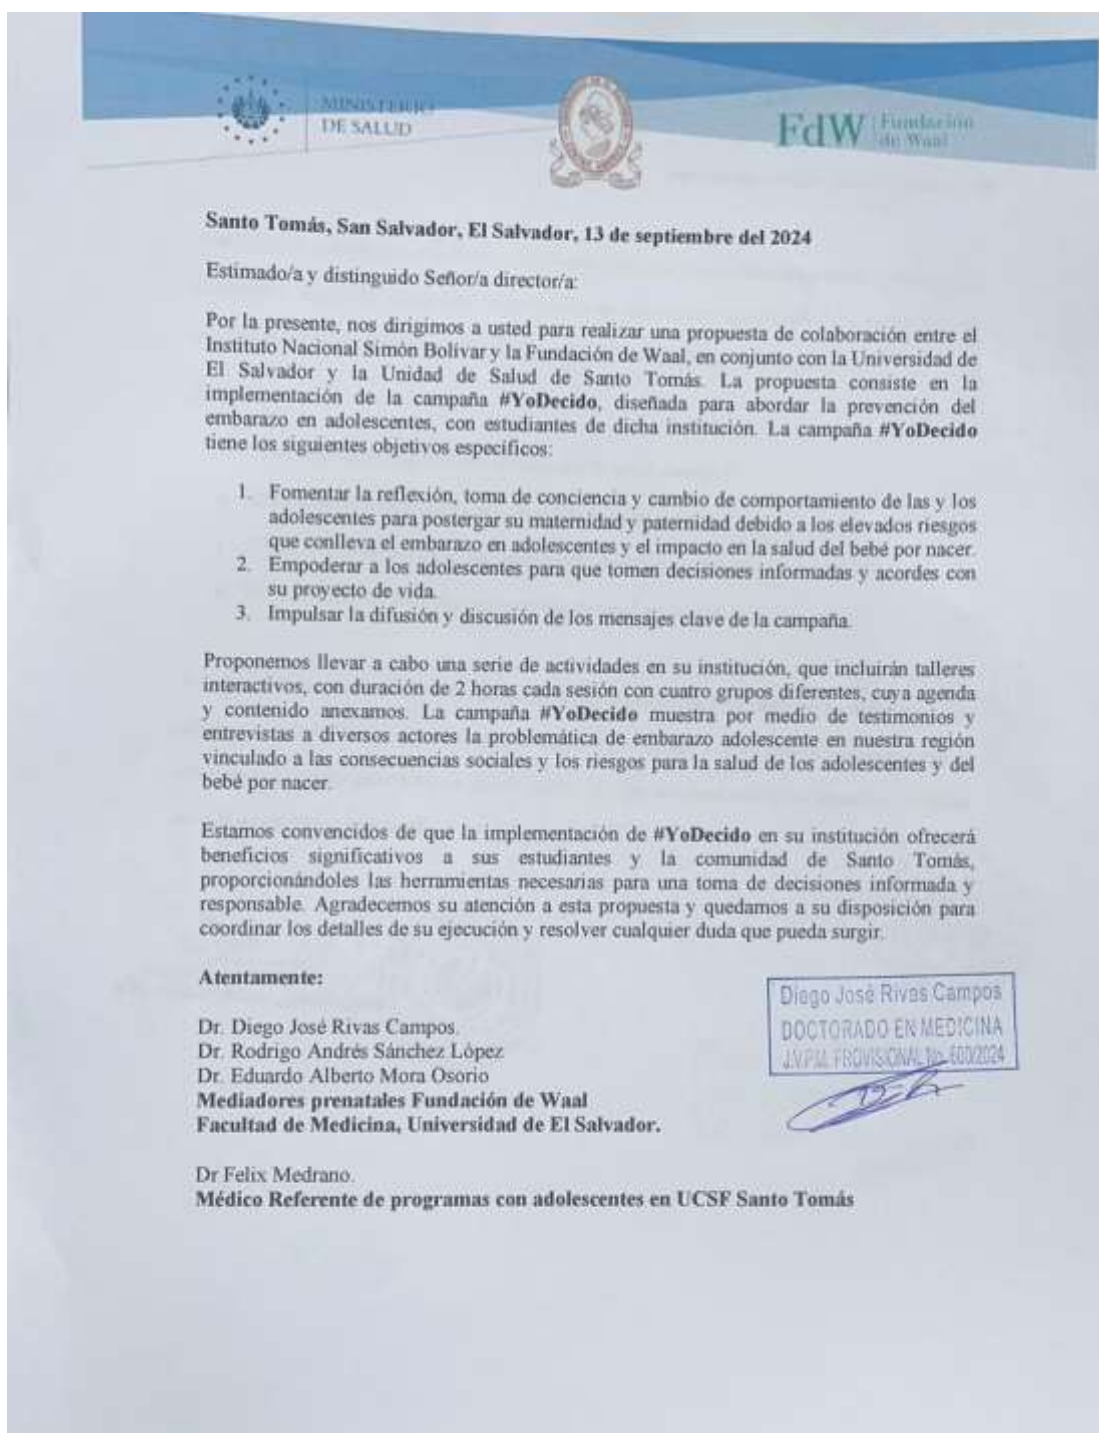 MINISTERIO
DE SALUD
FdW Fundación
de Waal
Santo Tomás, San Salvador, El Salvador, 13 de septiembre del 2024
Estimado/a y distinguido Señor/a director/a:
Por la presente, nos dirigimos a usted para realizar una propuesta de colaboración entre el
Instituto Nacional Simón Bolívar y la Fundación de Waal, en conjunto con la Universidad de
El Salvador y la Unidad de Salud de Santo Tomás. La propuesta consiste en la
implementación de la campaña #YoDecido, diseñada para abordar la prevención del
embarazo en adolescentes, con estudiantes de dicha institución. La campaña #YoDecido
tiene los siguientes objetivos específicos:
1. Fomentar la reflexión, toma de conciencia y cambio de comportamiento de las y los
adolescentes para postergar su maternidad y paternidad debido a los elevados riesgos
que conlleva el embarazo en adolescentes y el impacto en la salud del bebé por nacer.
2. Empoderar a los adolescentes para que tomen decisiones informadas y acordes con
su proyecto de vida.
3. Impulsar la difusión y discusión de los mensajes clave de la campaña.
Proponemos llevar a cabo una serie de actividades en su institución, que incluirán talleres
interactivos, con duración de 2 horas cada sesión con cuatro grupos diferentes, cuya agenda
y contenido anexamos. La campaña #YoDecido muestra por medio de testimonios y
entrevistas a diversos actores la problemática de embarazo adolescente en nuestra región
vinculado a las consecuencias sociales y los riesgos para la salud de los adolescentes y del
bebé por nacer.
Estamos convencidos de que la implementación de #YoDecido en su institución ofrecerá
beneficios significativos a sus estudiantes y la comunidad de Santo Tomás,
proporcionándoles las herramientas necesarias para una toma de decisiones informada y
responsable. Agradecemos su atención a esta propuesta y quedamos a su disposición para
coordinar los detalles de su ejecución y resolver cualquier duda que pueda surgir.
Atentamente:
Dr. Diego José Rivas Campos.
Dr. Rodrigo Andrés Sánchez López
Dr. Eduardo Alberto Mora Osorio
Mediadores prenatales Fundación de Waal
Facultad de Medicina, Universidad de El Salvador.
Diego José Rivas Campos
DOCTORADO EN MEDICINA
J.V.P.M. PROVISIONAL No. 600/2024
Dr Felix Medrano.
Médico Referente de programas con adolescentes en UCSF Santo Tomás